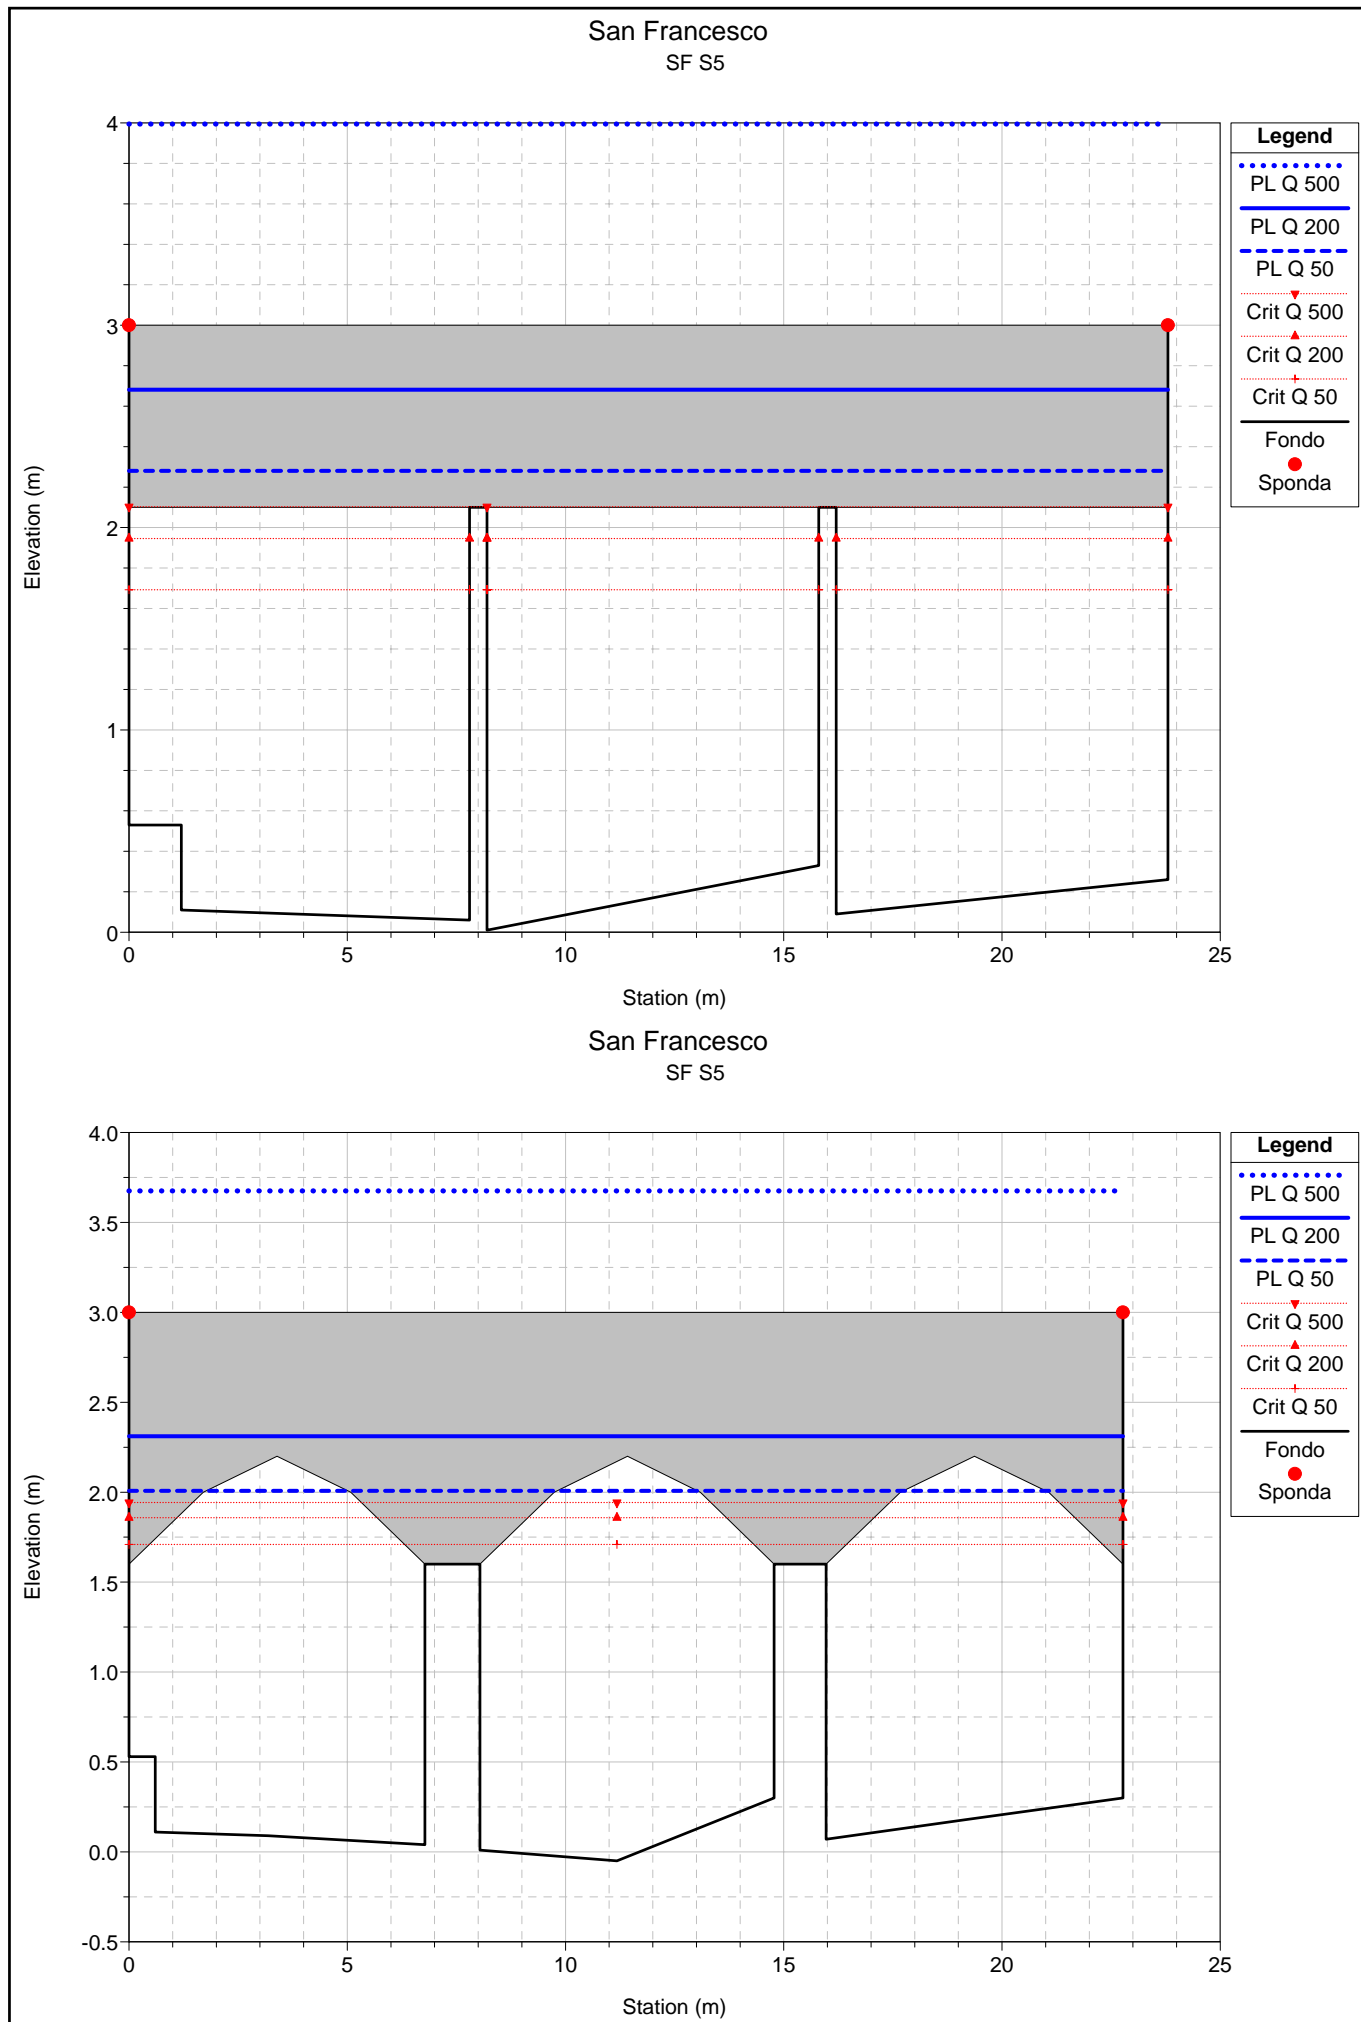 San Francesco
SF S5
4
3
2
1
0
0
5
10
15
20
25
Elevation (m)
Station (m)
Legend
PL Q 500
PL Q 200
PL Q 50
Crit Q 500
Crit Q 200
Crit Q 50
Fondo
Sponda
San Francesco
SF S5
4.0
3.5
3.0
2.5
2.0
1.5
1.0
0.5
0.0
-0.5
0
5
10
15
20
25
Elevation (m)
Station (m)
Legend
PL Q 500
PL Q 200
PL Q 50
Crit Q 500
Crit Q 200
Crit Q 50
Fondo
Sponda